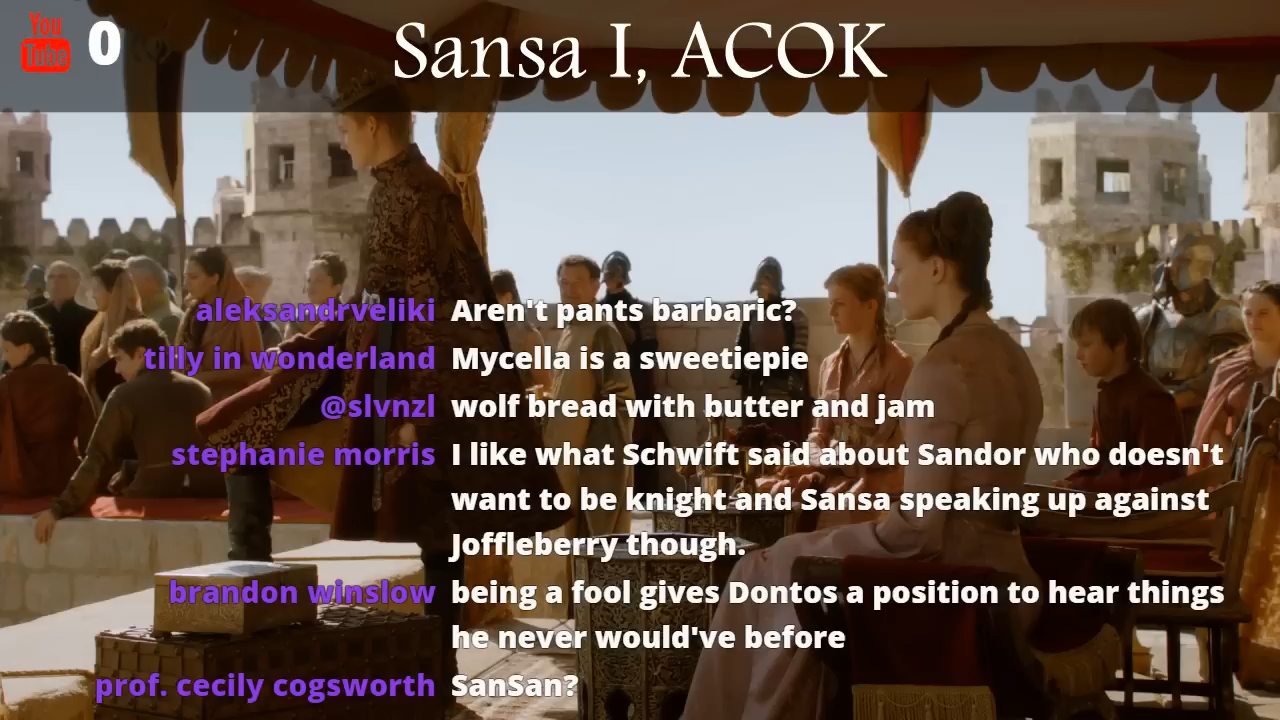 You
Tube
0
Sansa I, ACOK
aleksandrveliki Aren't pants barbaric?
tilly in wonderland Mycella is a sweetiepie
@slvnzl wolf bread with butter and jam
stephanie morris I like what Schwift said about Sandor who doesn't
want to be knight and Sansa speaking up against
Joffleberry though.
brandon winslow being a fool gives Dontos a position to hear things
he never would've before
prof. cecily cogsworth SanSan?